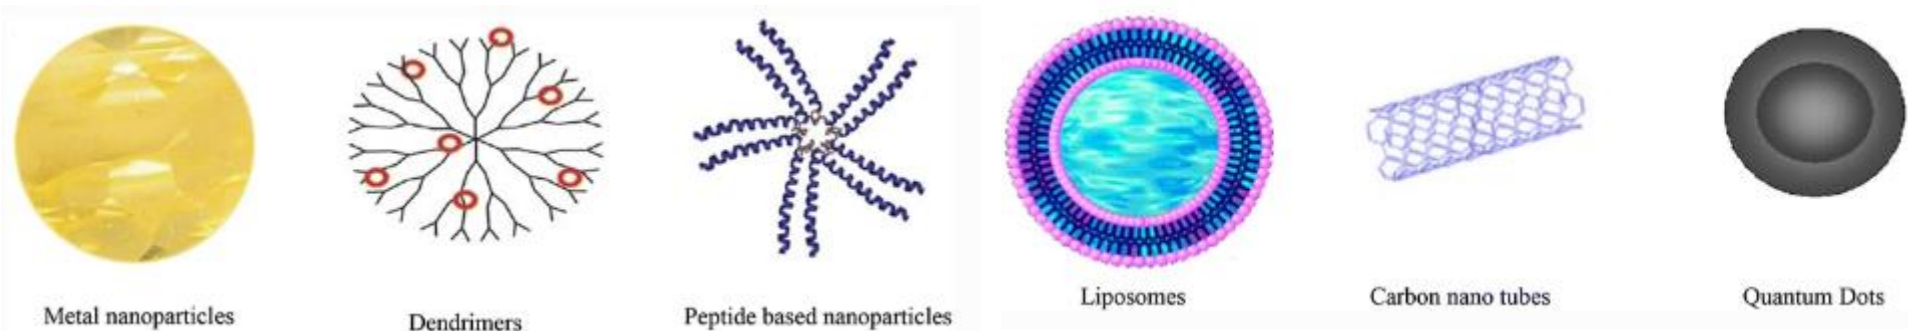 Metal nanoparticles
Dendrimers
Peptide based nanoparticles
Liposomes
Carbon nano tubes
Quantum Dots